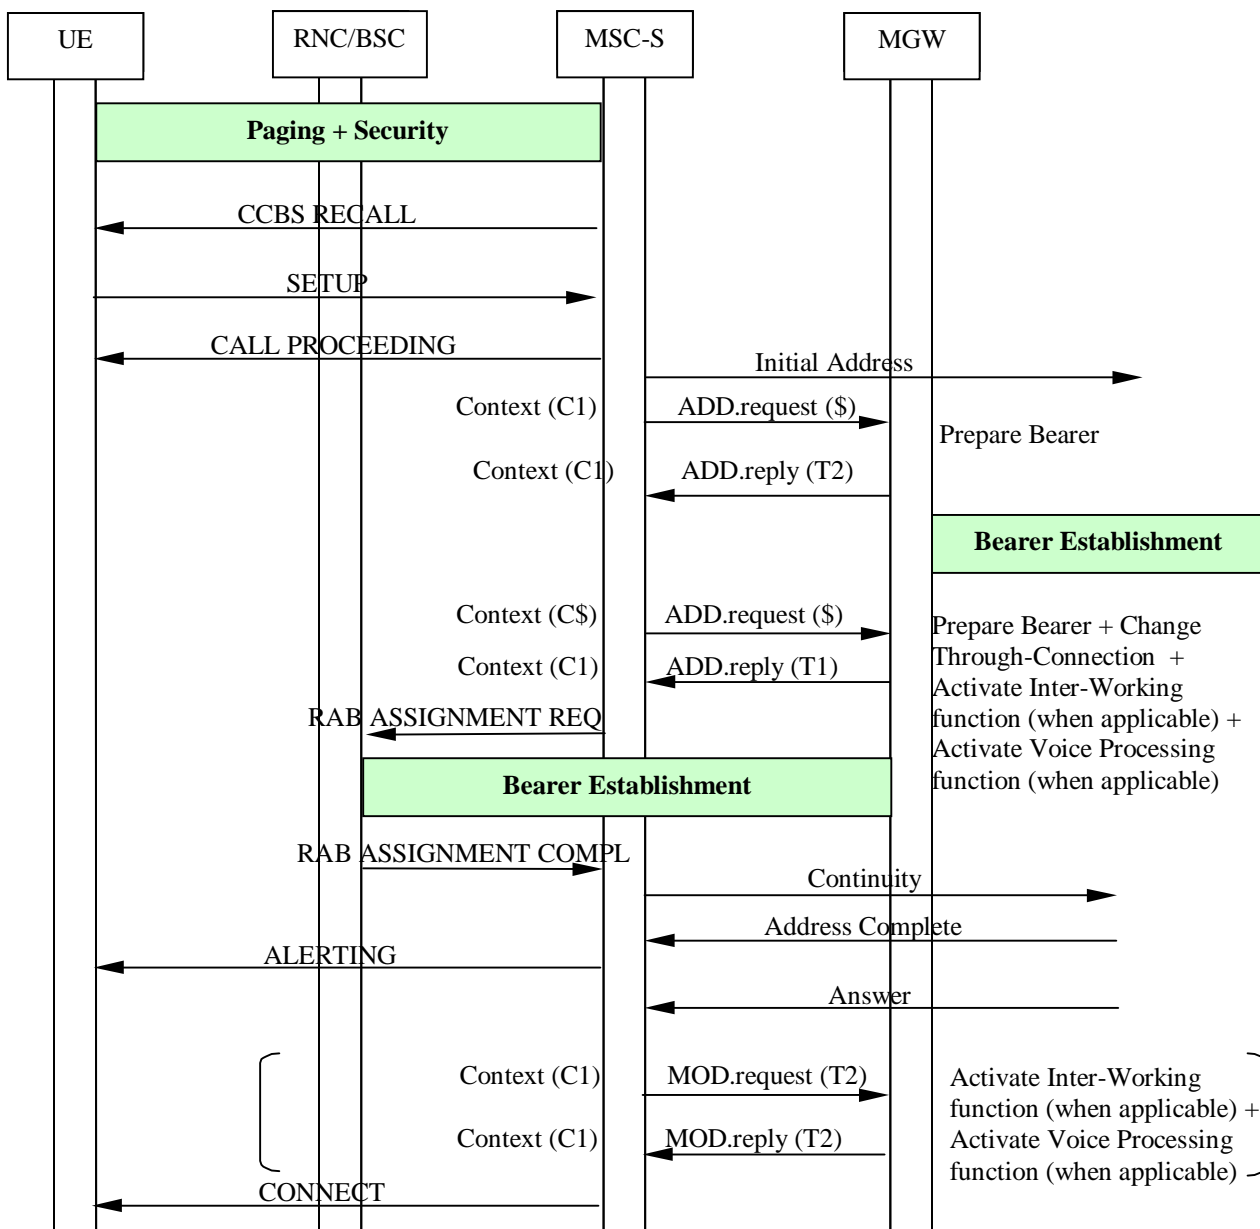 UE
RNC/BSC
MSC-S
MGW
Paging + Security
CCBS RECALL
SETUP
CALL PROCEEDING
Initial Address
Context (C1)
ADD.request ($)
Prepare Bearer
Context (C1)
ADD.reply (T2)
Bearer Establishment
Context (C$)
ADD.request ($)
Context (C1)
ADD.reply (T1)
Prepare Bearer + Change
Through-Connection +
Activate Inter-Working
function (when applicable) +
Activate Voice Processing
function (when applicable)
RAB ASSIGNMENT REQ
Bearer Establishment
RAB ASSIGNMENT COMPL
Continuity
Address Complete
ALERTING
Answer
Context (C1)
MOD.request (T2)
Context (C1)
MOD.reply (T2)
Activate Inter-Working
function (when applicable) +
Activate Voice Processing
function (when applicable)
CONNECT